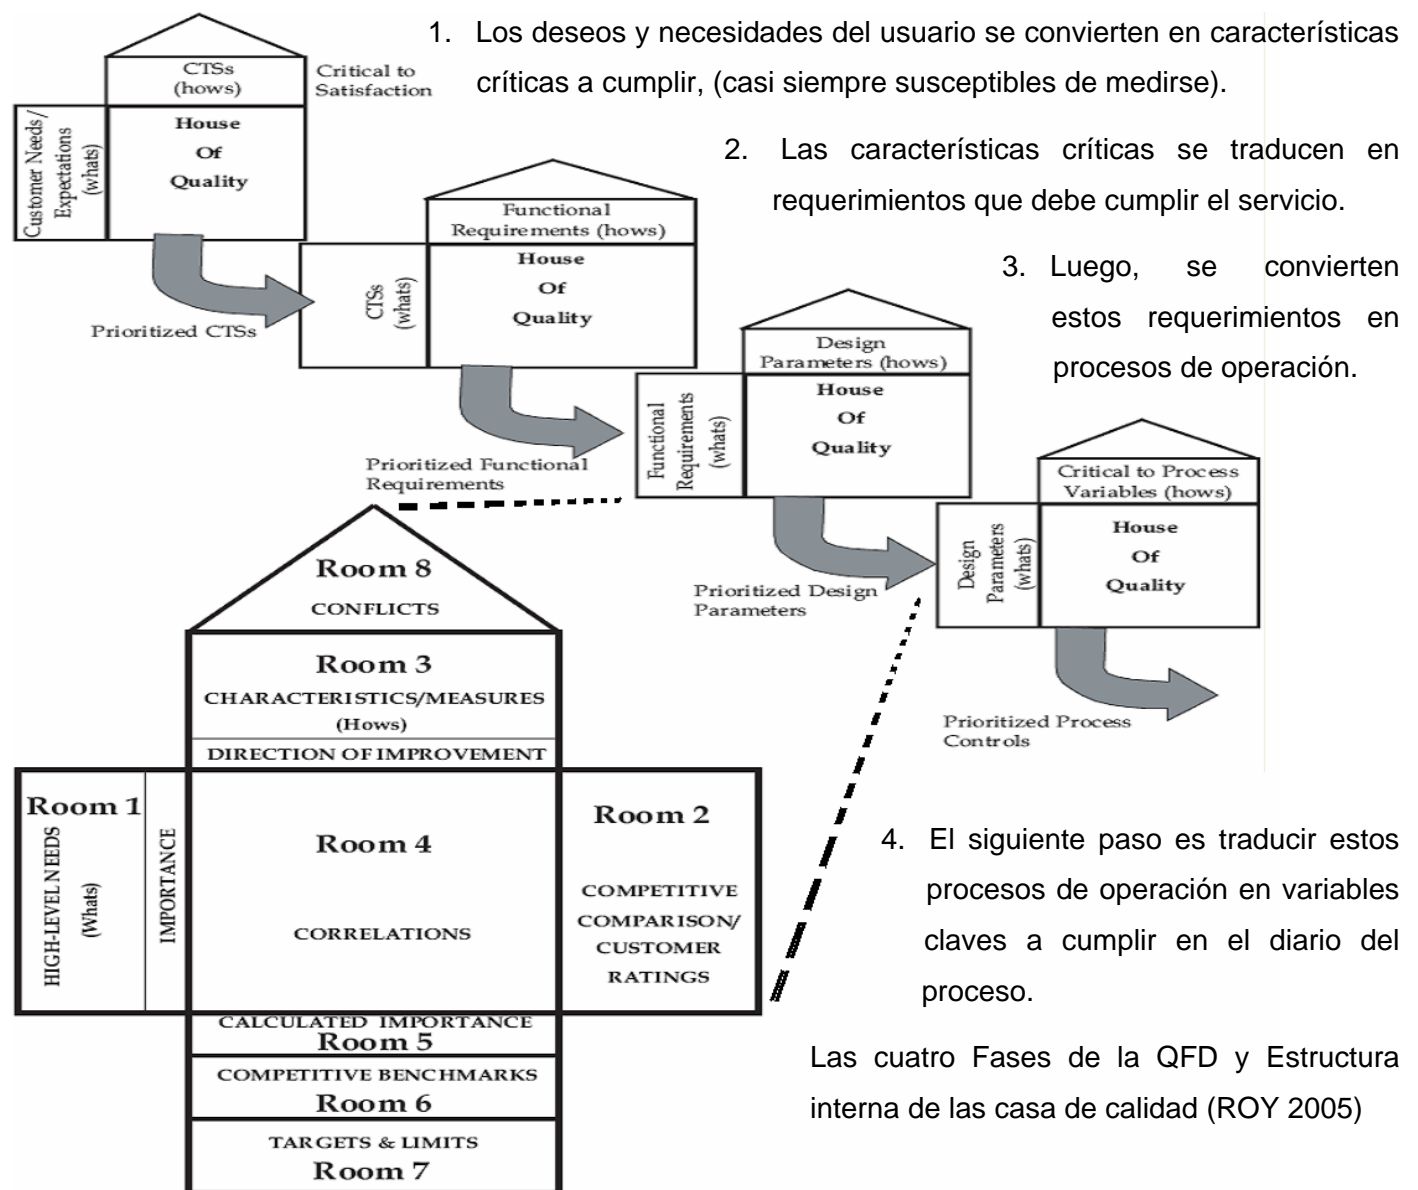 1. Los deseos y necesidades del usuario se convierten en características
críticas a cumplir, (casi siempre susceptibles de medirse).
CTSs
(hows)
Critical to
Satisfaction
Customer Needs/
Expectations
(whats)
House
Of
Quality
Prioritized CTSs
2. Las características críticas se traducen en
requerimientos que debe cumplir el servicio.
Functional
Requirements (hows)
CTSs
(whats)
House
Of
Quality
Prioritized Functional
Requirements
3. Luego, se convierten
estos requerimientos en
procesos de operación.
Design
Parameters (hows)
Functional
Requirements
(whats)
House
Of
Quality
Prioritized Design
Parameters
Critical to Process
Variables (hows)
Design
Parameters
(whats)
House
Of
Quality
Prioritized Process
Controls
Room 8
CONFLICTS
Room 3
CHARACTERISTICS/MEASURES
(Hows)
DIRECTION OF IMPROVEMENT
Room 1
HIGH-LEVEL NEEDS
(Whats)
IMPORTANCE
Room 4
CORRELATIONS
Room 2
COMPETITIVE
COMPARISON/
CUSTOMER
RATINGS
CALCULATED IMPORTANCE
Room 5
COMPETITIVE BENCHMARKS
Room 6
TARGETS & LIMITS
Room 7
4. El siguiente paso es traducir estos
procesos de operación en variables
claves a cumplir en el diario del
proceso.
Las cuatro Fases de la QFD y Estructura
interna de las casa de calidad (ROY 2005)